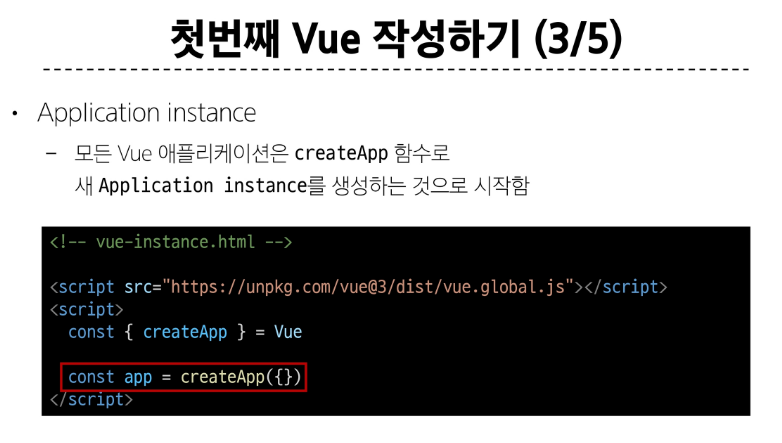 첫번째 Vue 작성하기 (3/5)
• Application instance
– 모든 Vue 애플리케이션은 createApp 함수로
새 Application instance를 생성하는 것으로 시작함
<!-- vue-instance.html -->
<script src="https://unpkg.com/vue@3/dist/vue.global.js"></script>
<script>
const { createApp } = Vue
const app = createApp({})
</script>